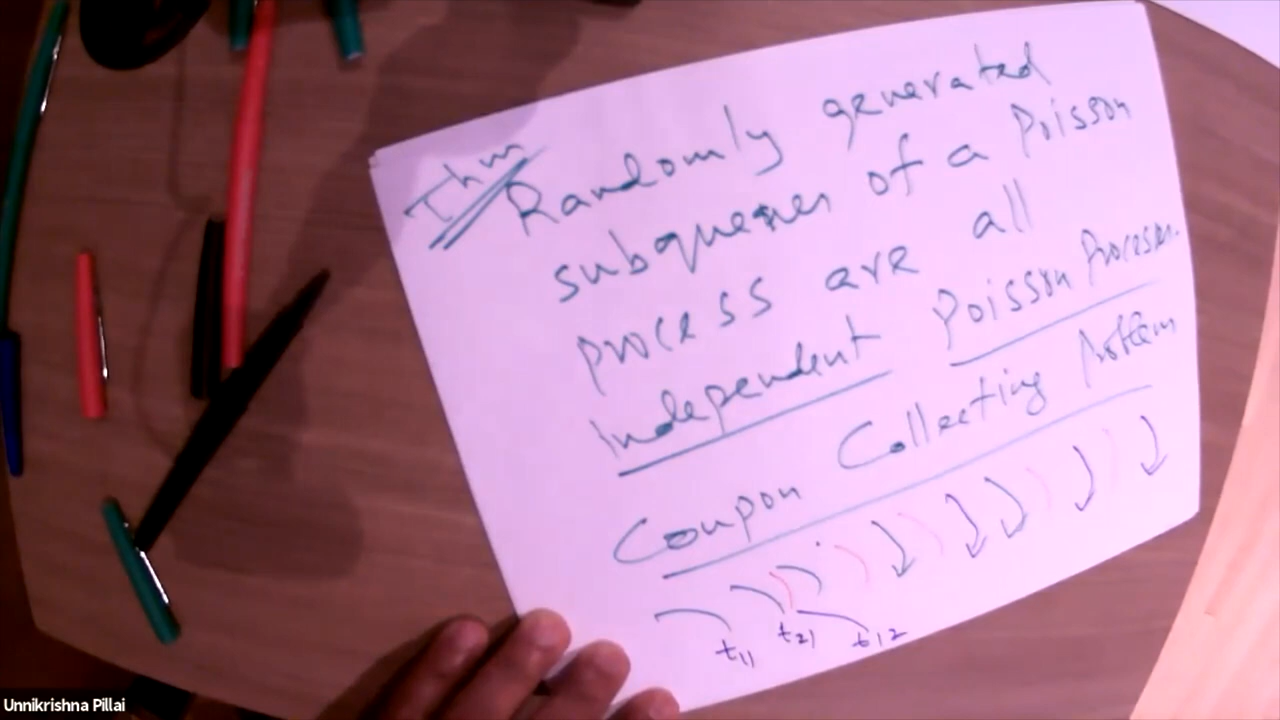 Thm
Randomly generated
subquenes of a Poisson
process are all
independent Poisson Processes.
Coupon Collecting Problem
t11 t21 t12
Unnikrishna Pillai